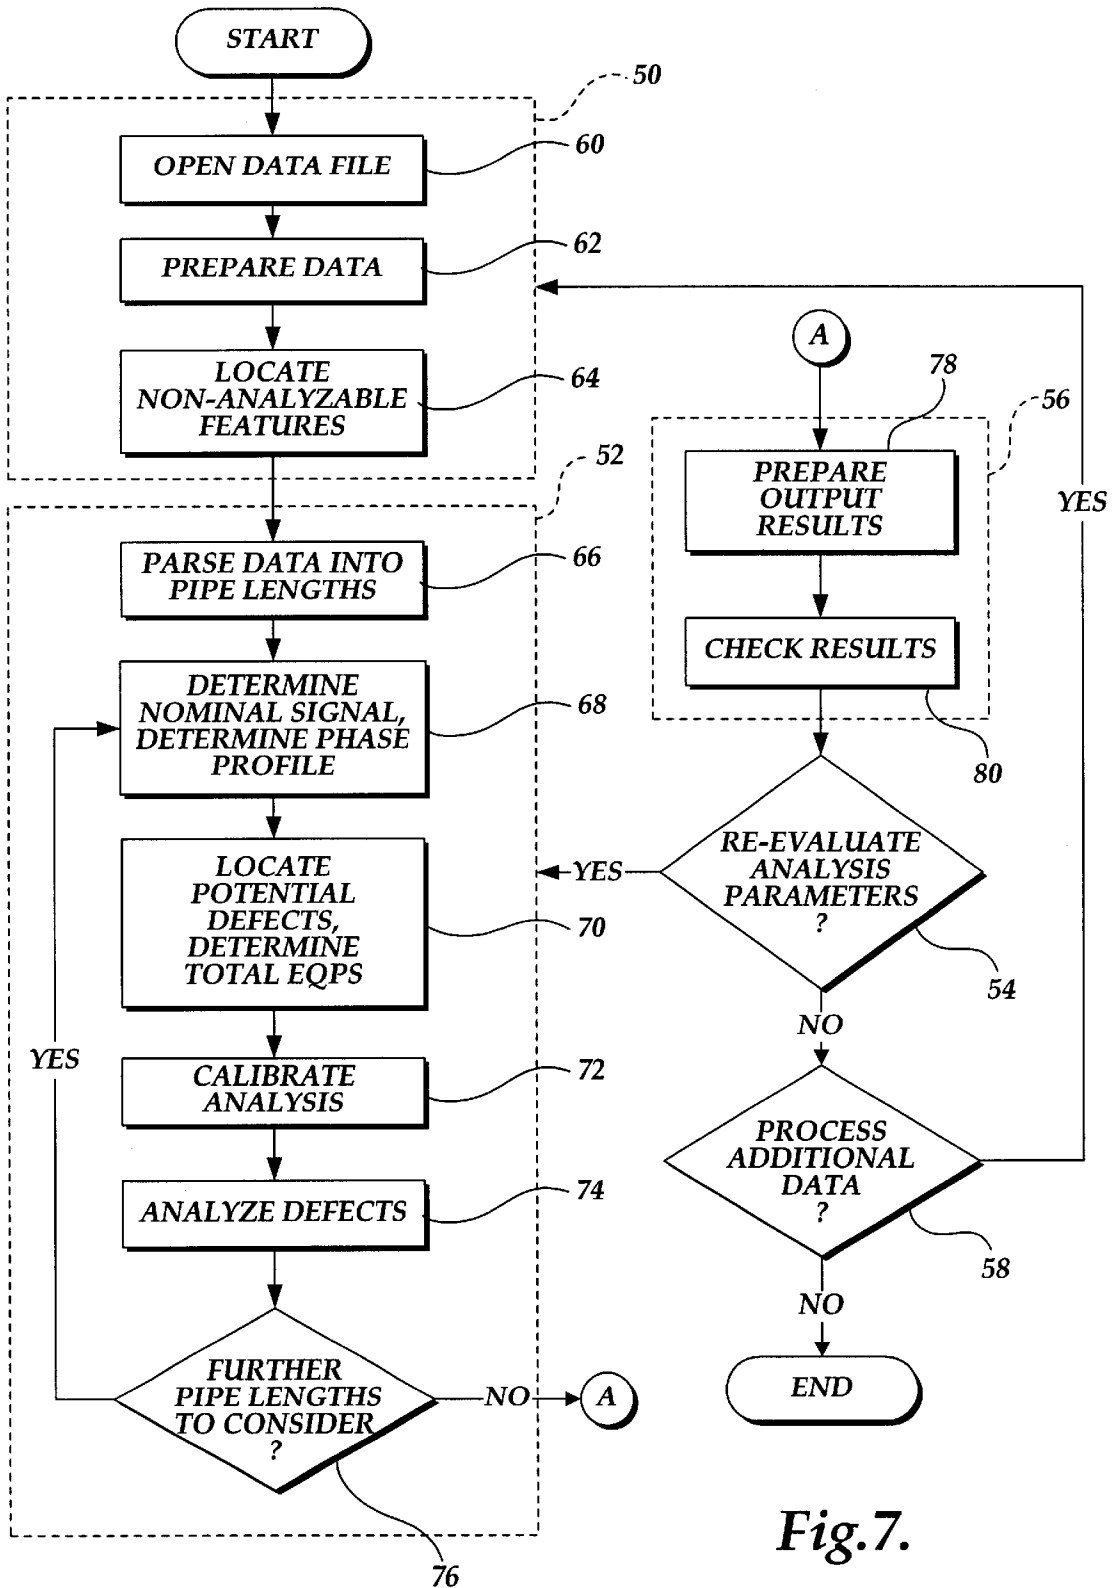 START
50
OPEN DATA FILE
60
PREPARE DATA
62
LOCATE
NON-ANALYZABLE
FEATURES
64
52
PARSE DATA INTO
PIPE LENGTHS
66
DETERMINE
NOMINAL SIGNAL,
DETERMINE PHASE
PROFILE
68
LOCATE
POTENTIAL
DEFECTS,
DETERMINE
TOTAL EQPS
70
CALIBRATE
ANALYSIS
72
ANALYZE DEFECTS
74
YES
FURTHER
PIPE LENGTHS
TO CONSIDER
?
76
NO
A
A
78
56
PREPARE
OUTPUT
RESULTS
CHECK RESULTS
80
RE-EVALUATE
ANALYSIS
PARAMETERS
?
54
YES
NO
PROCESS
ADDITIONAL
DATA
?
58
YES
NO
END
Fig.7.